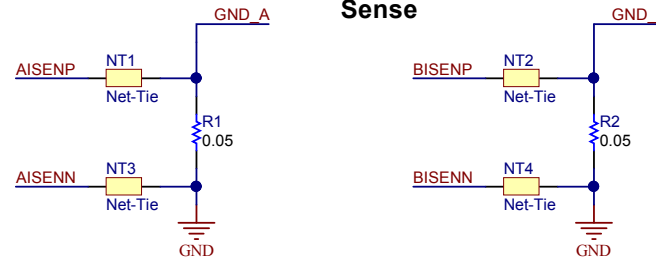 Sense
GND_A
GND_
NT1
AISENP
Net-Tie
NT2
BISENP
Net-Tie
R1
0.05
R2
0.05
NT3
AISENN
Net-Tie
NT4
BISENN
Net-Tie
GND
GND